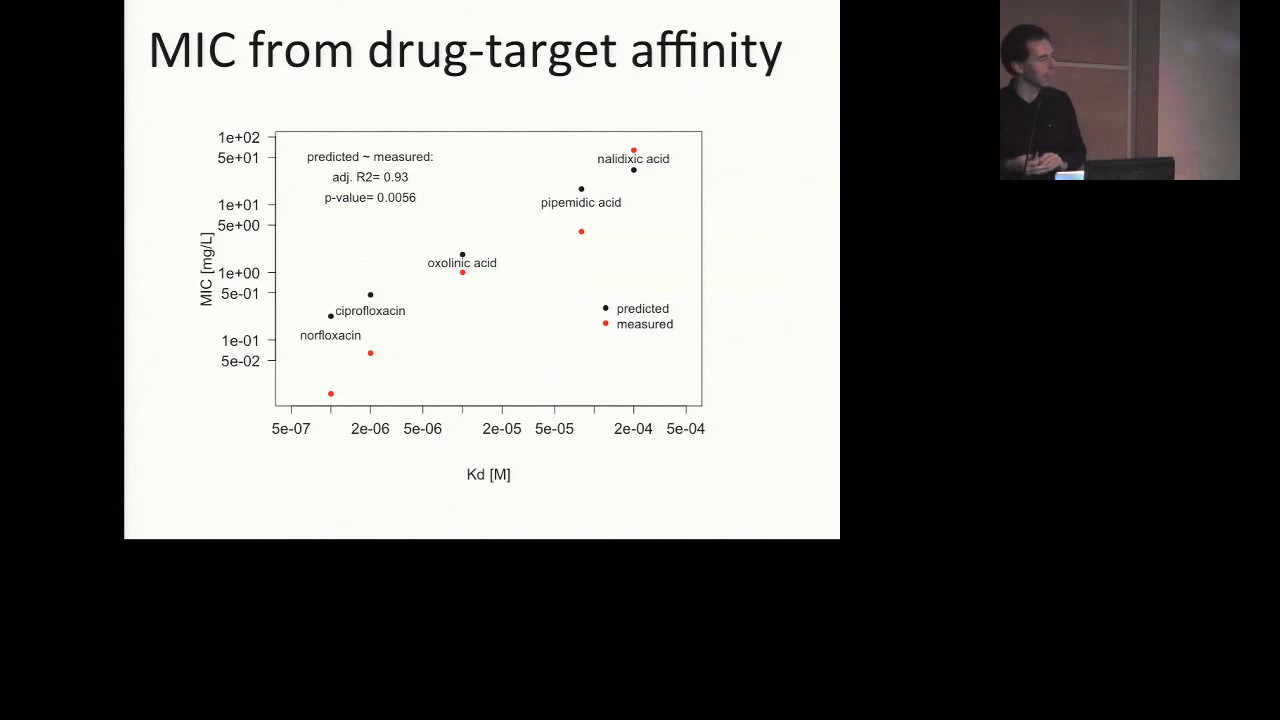 MIC from drug-target affinity
1e+02
5e+01
1e+01
5e+00
1e+00
5e-01
1e-01
5e-02
MIC [mg/L]
predicted ~ measured:
adj. R2= 0.93
p-value= 0.0056
nalidixic acid
pipemidic acid
oxolinic acid
ciprofloxacin
norfloxacin
predicted
measured
5e-07 2e-06 5e-06 2e-05 5e-05 2e-04 5e-04
Kd [M]